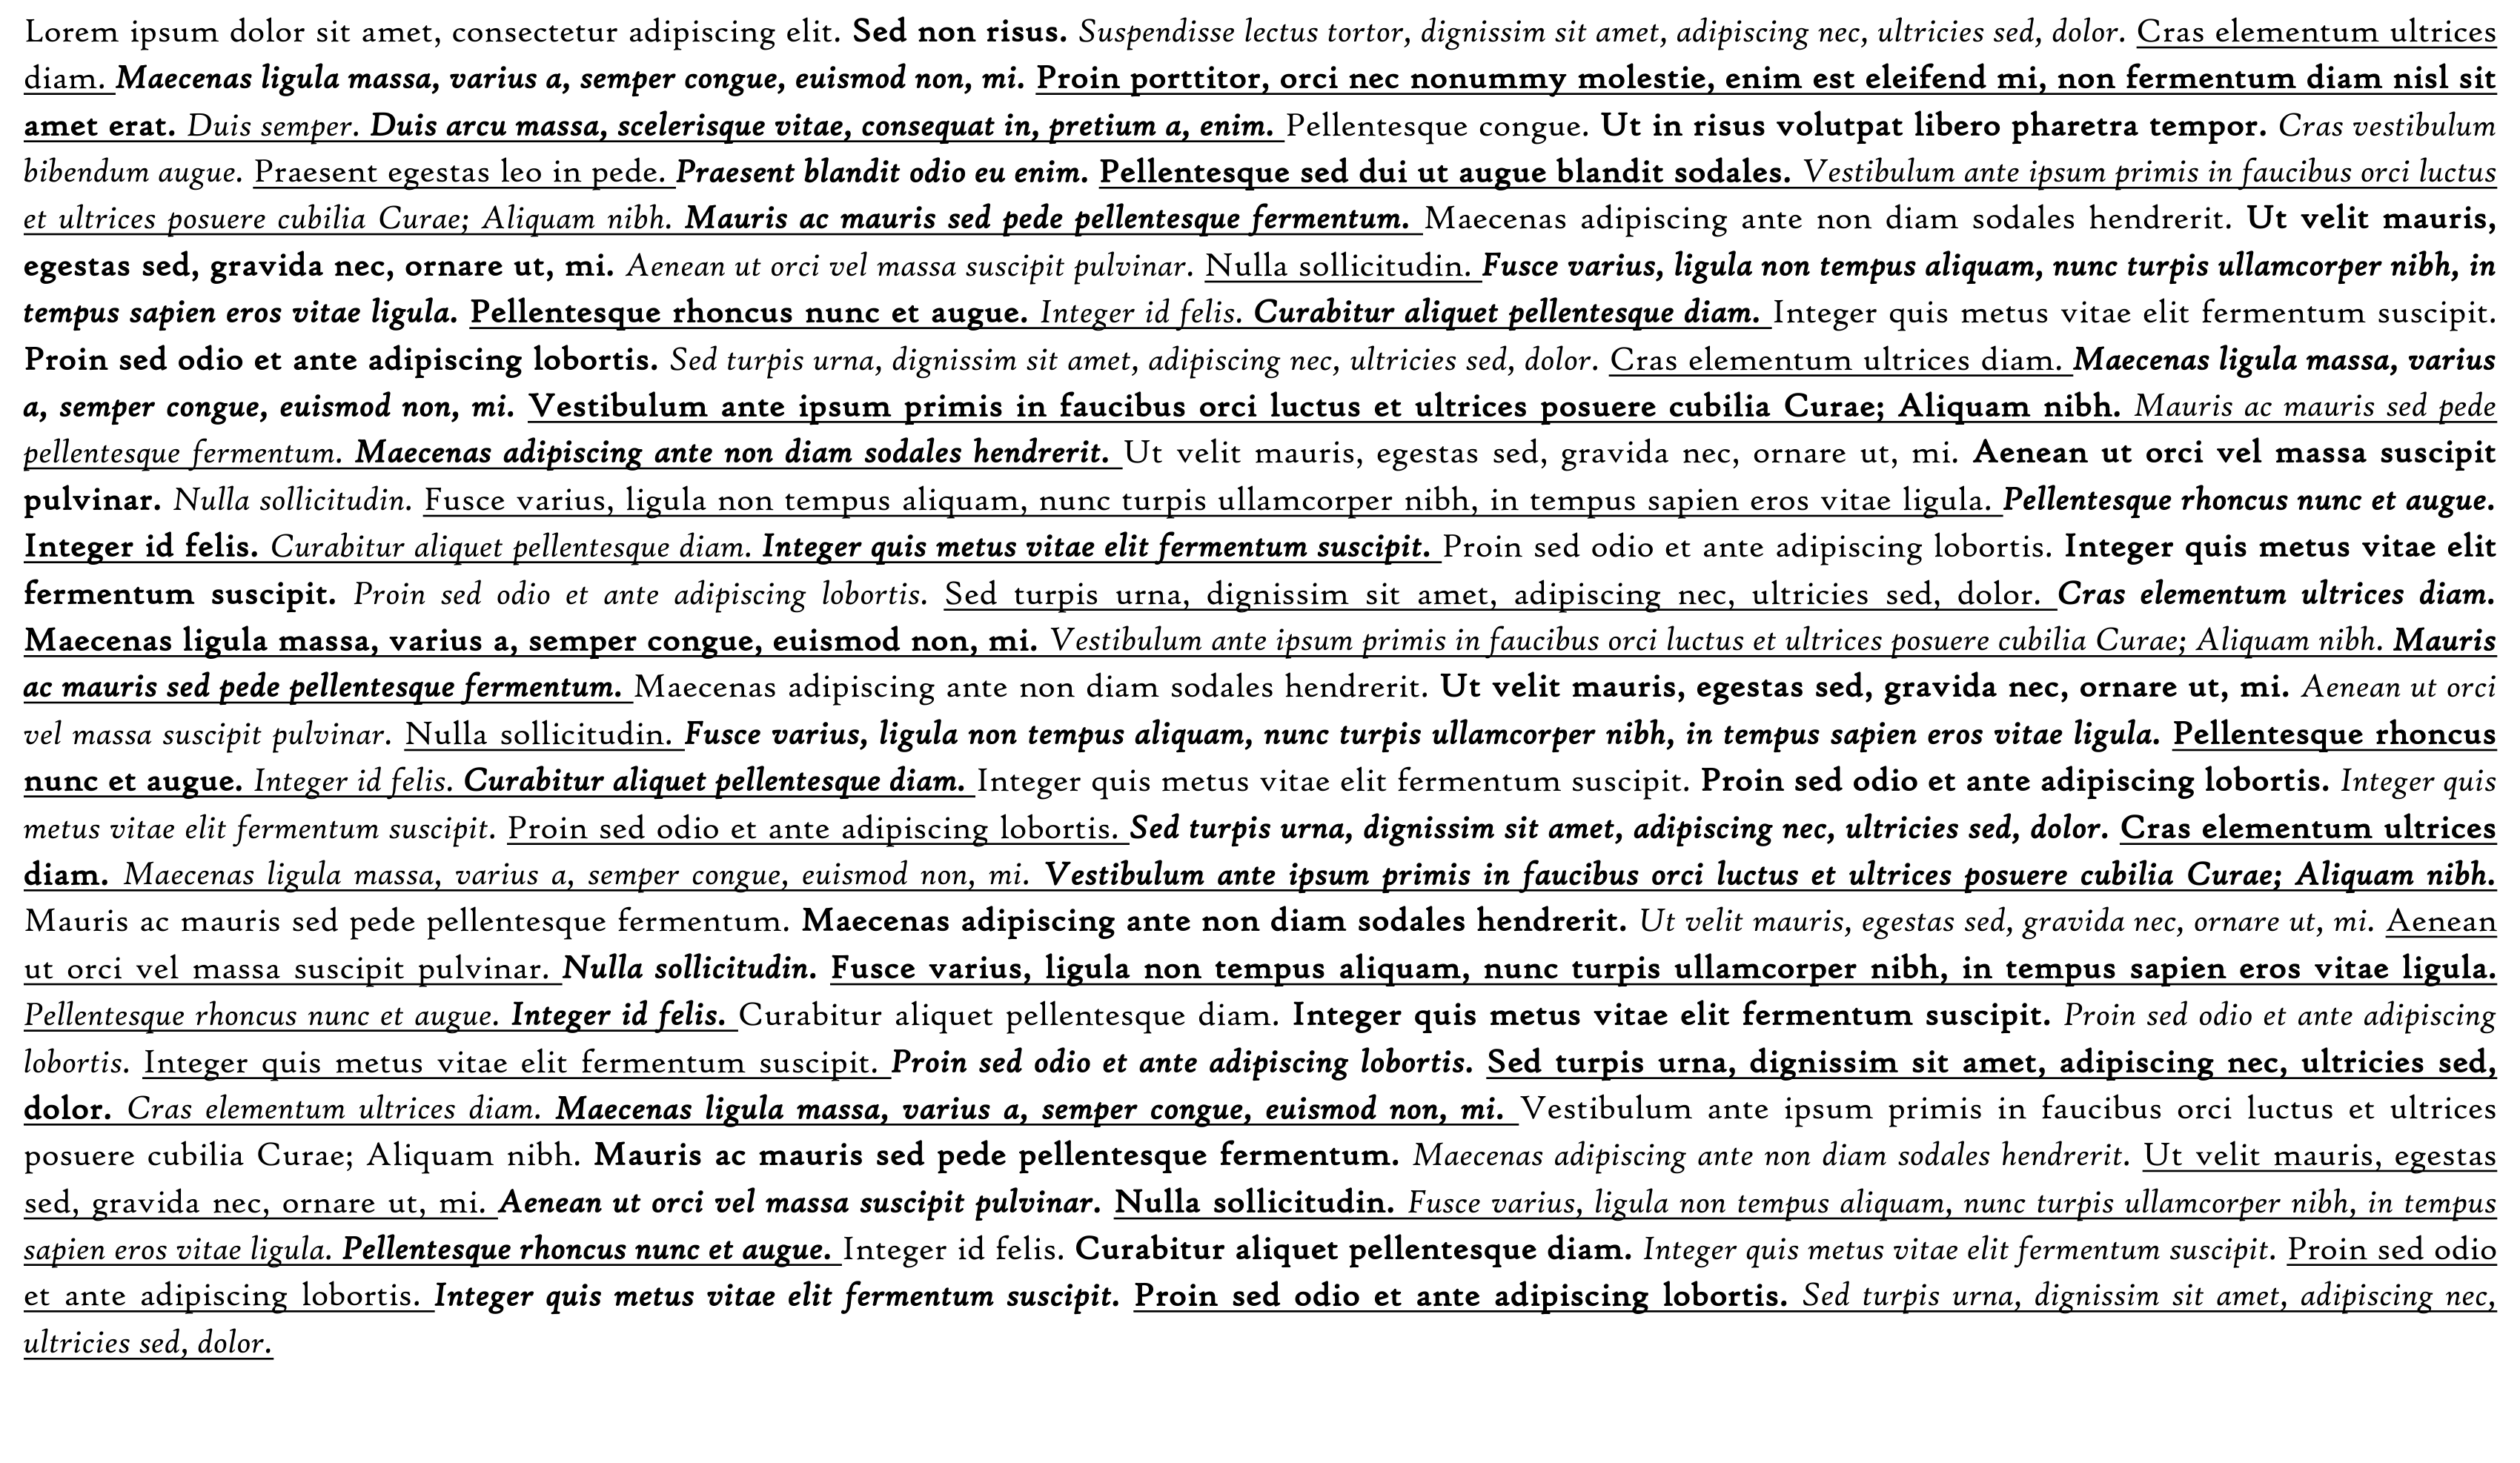 Lorem ipsum dolor sit amet, consectetur adipiscing elit. Sed non risus. Suspendisse lectus tortor, dignissim sit amet, adipiscing nec, ultricies sed, dolor. Cras elementum ultrices
diam. Maecenas ligula massa, varius a, semper congue, euismod non, mi. Proin porttitor, orci nec nonummy molestie, enim est eleifend mi, non fermentum diam nisl sit
amet erat. Duis semper. Duis arcu massa, scelerisque vitae, consequat in, pretium a, enim. Pellentesque congue. Ut in risus volutpat libero pharetra tempor. Cras vestibulum
bibendum augue. Praesent egestas leo in pede. Praesent blandit odio eu enim. Pellentesque sed dui ut augue blandit sodales. Vestibulum ante ipsum primis in faucibus orci luctus
et ultrices posuere cubilia Curae; Aliquam nibh. Mauris ac mauris sed pede pellentesque fermentum. Maecenas adipiscing ante non diam sodales hendrerit. Ut velit mauris,
egestas sed, gravida nec, ornare ut, mi. Aenean ut orci vel massa suscipit pulvinar. Nulla sollicitudin. Fusce varius, ligula non tempus aliquam, nunc turpis ullamcorper nibh, in
tempus sapien eros vitae ligula. Pellentesque rhoncus nunc et augue. Integer id felis. Curabitur aliquet pellentesque diam. Integer quis metus vitae elit fermentum suscipit.
Proin sed odio et ante adipiscing lobortis. Sed turpis urna, dignissim sit amet, adipiscing nec, ultricies sed, dolor. Cras elementum ultrices diam. Maecenas ligula massa, varius
a, semper congue, euismod non, mi. Vestibulum ante ipsum primis in faucibus orci luctus et ultrices posuere cubilia Curae; Aliquam nibh. Mauris ac mauris sed pede
pellentesque fermentum. Maecenas adipiscing ante non diam sodales hendrerit. Ut velit mauris, egestas sed, gravida nec, ornare ut, mi. Aenean ut orci vel massa suscipit
pulvinar. Nulla sollicitudin. Fusce varius, ligula non tempus aliquam, nunc turpis ullamcorper nibh, in tempus sapien eros vitae ligula. Pellentesque rhoncus nunc et augue.
Integer id felis. Curabitur aliquet pellentesque diam. Integer quis metus vitae elit fermentum suscipit. Proin sed odio et ante adipiscing lobortis. Integer quis metus vitae elit
fermentum suscipit. Proin sed odio et ante adipiscing lobortis. Sed turpis urna, dignissim sit amet, adipiscing nec, ultricies sed, dolor. Cras elementum ultrices diam.
Maecenas ligula massa, varius a, semper congue, euismod non, mi. Vestibulum ante ipsum primis in faucibus orci luctus et ultrices posuere cubilia Curae; Aliquam nibh. Mauris
ac mauris sed pede pellentesque fermentum. Maecenas adipiscing ante non diam sodales hendrerit. Ut velit mauris, egestas sed, gravida nec, ornare ut, mi. Aenean ut orci
vel massa suscipit pulvinar. Nulla sollicitudin. Fusce varius, ligula non tempus aliquam, nunc turpis ullamcorper nibh, in tempus sapien eros vitae ligula. Pellentesque rhoncus
nunc et augue. Integer id felis. Curabitur aliquet pellentesque diam. Integer quis metus vitae elit fermentum suscipit. Proin sed odio et ante adipiscing lobortis. Integer quis
metus vitae elit fermentum suscipit. Proin sed odio et ante adipiscing lobortis. Sed turpis urna, dignissim sit amet, adipiscing nec, ultricies sed, dolor. Cras elementum ultrices
diam. Maecenas ligula massa, varius a, semper congue, euismod non, mi. Vestibulum ante ipsum primis in faucibus orci luctus et ultrices posuere cubilia Curae; Aliquam nibh.
Mauris ac mauris sed pede pellentesque fermentum. Maecenas adipiscing ante non diam sodales hendrerit. Ut velit mauris, egestas sed, gravida nec, ornare ut, mi. Aenean
ut orci vel massa suscipit pulvinar. Nulla sollicitudin. Fusce varius, ligula non tempus aliquam, nunc turpis ullamcorper nibh, in tempus sapien eros vitae ligula.
Pellentesque rhoncus nunc et augue. Integer id felis. Curabitur aliquet pellentesque diam. Integer quis metus vitae elit fermentum suscipit. Proin sed odio et ante adipiscing
lobortis. Integer quis metus vitae elit fermentum suscipit. Proin sed odio et ante adipiscing lobortis. Sed turpis urna, dignissim sit amet, adipiscing nec, ultricies sed,
dolor. Cras elementum ultrices diam. Maecenas ligula massa, varius a, semper congue, euismod non, mi. Vestibulum ante ipsum primis in faucibus orci luctus et ultrices
posuere cubilia Curae; Aliquam nibh. Mauris ac mauris sed pede pellentesque fermentum. Maecenas adipiscing ante non diam sodales hendrerit. Ut velit mauris, egestas
sed, gravida nec, ornare ut, mi. Aenean ut orci vel massa suscipit pulvinar. Nulla sollicitudin. Fusce varius, ligula non tempus aliquam, nunc turpis ullamcorper nibh, in tempus
sapien eros vitae ligula. Pellentesque rhoncus nunc et augue. Integer id felis. Curabitur aliquet pellentesque diam. Integer quis metus vitae elit fermentum suscipit. Proin sed odio
et ante adipiscing lobortis. Integer quis metus vitae elit fermentum suscipit. Proin sed odio et ante adipiscing lobortis. Sed turpis urna, dignissim sit amet, adipiscing nec,
ultricies sed, dolor.